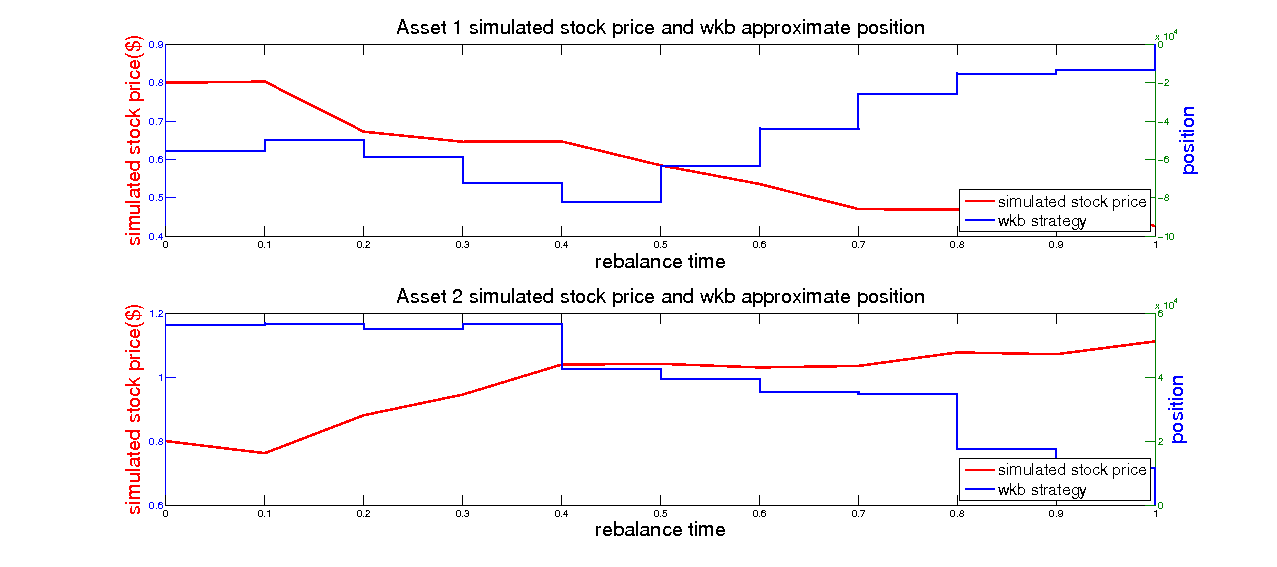 Asset 1 simulated stock price and wkb approximate position
x 10^4
simulated stock price($)
0.9
0.8
0.7
0.6
0.5
0.4
0
−2
−4
−6
−8
−10
position
simulated stock price
wkb strategy
0 0.1 0.2 0.3 0.4 0.5 0.6 0.7 0.8 0.9 1
rebalance time
Asset 2 simulated stock price and wkb approximate position
x 10^4
simulated stock price($)
1.2
1
0.8
0.6
6
4
2
0
position
simulated stock price
wkb strategy
0 0.1 0.2 0.3 0.4 0.5 0.6 0.7 0.8 0.9 1
rebalance time